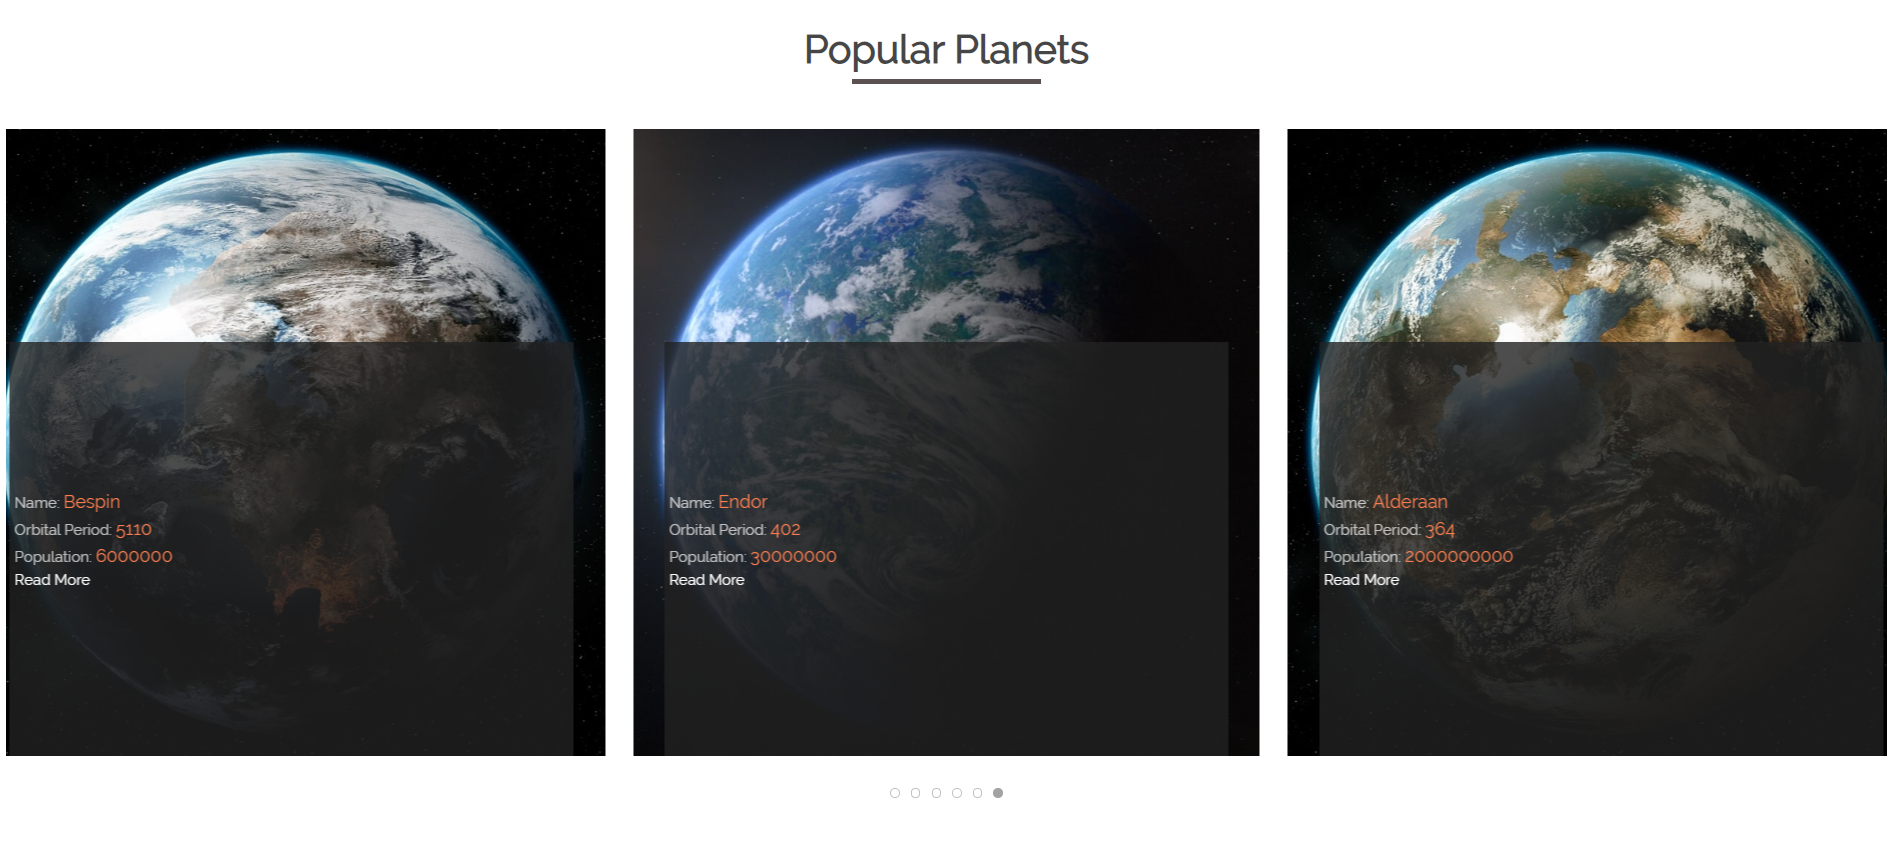 Popular Planets
Name: Bespin
Orbital Period: 5110
Population: 6000000
Read More
Name: Endor
Orbital Period: 402
Population: 30000000
Read More
Name: Alderaan
Orbital Period: 364
Population: 2000000000
Read More